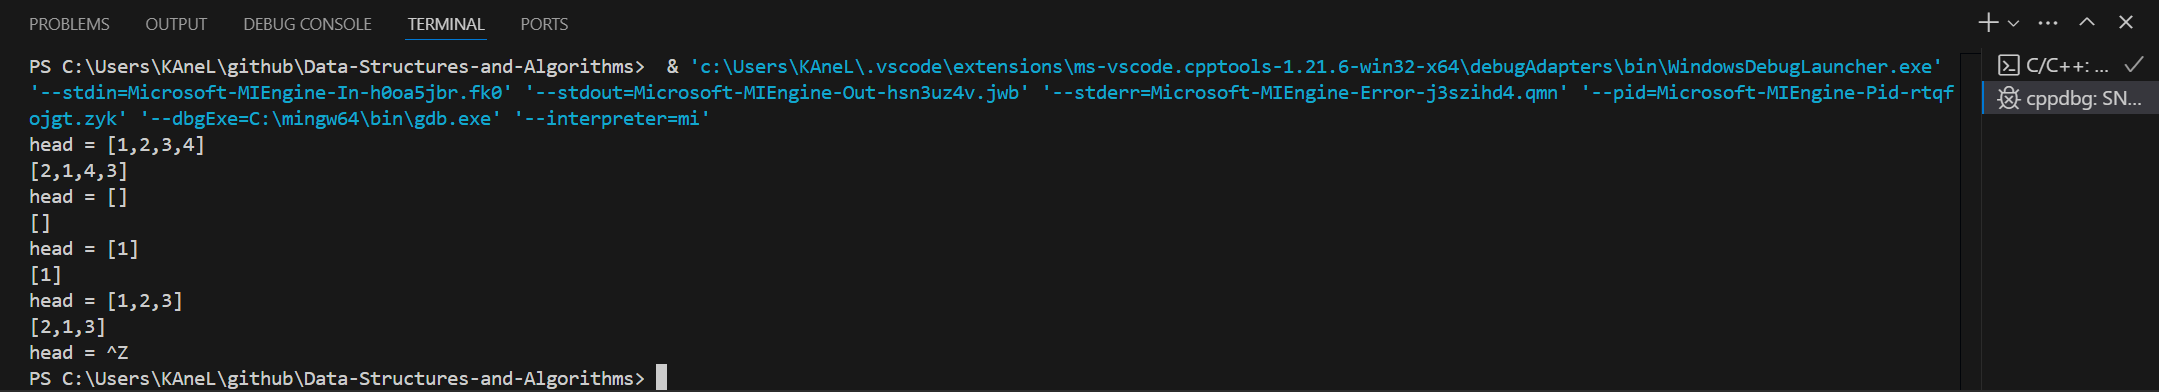 PROBLEMS OUTPUT DEBUG CONSOLE TERMINAL PORTS
PS C:\Users\KAneL\github\Data-Structures-and-Algorithms>  & 'c:\Users\KAneL\.vscode\extensions\ms-vscode.cpptools-1.21.6-win32-x64\debugAdapters\bin\WindowsDebugLauncher.exe'
'--stdin=Microsoft-MIEngine-In-h0oa5jbr.fk0' '--stdout=Microsoft-MIEngine-Out-hsn3uz4v.jwb' '--stderr=Microsoft-MIEngine-Error-j3szihd4.qmn' '--pid=Microsoft-MIEngine-Pid-rtqf
ojgt.zyk' '--dbgExe=C:\mingw64\bin\gdb.exe' '--interpreter=mi'
head = [1,2,3,4]
[2,1,4,3]
head = []
[]
head = [1]
[1]
head = [1,2,3]
[2,1,3]
head = ^Z
PS C:\Users\KAneL\github\Data-Structures-and-Algorithms>
C/C++: ...
cppdbg: SN...